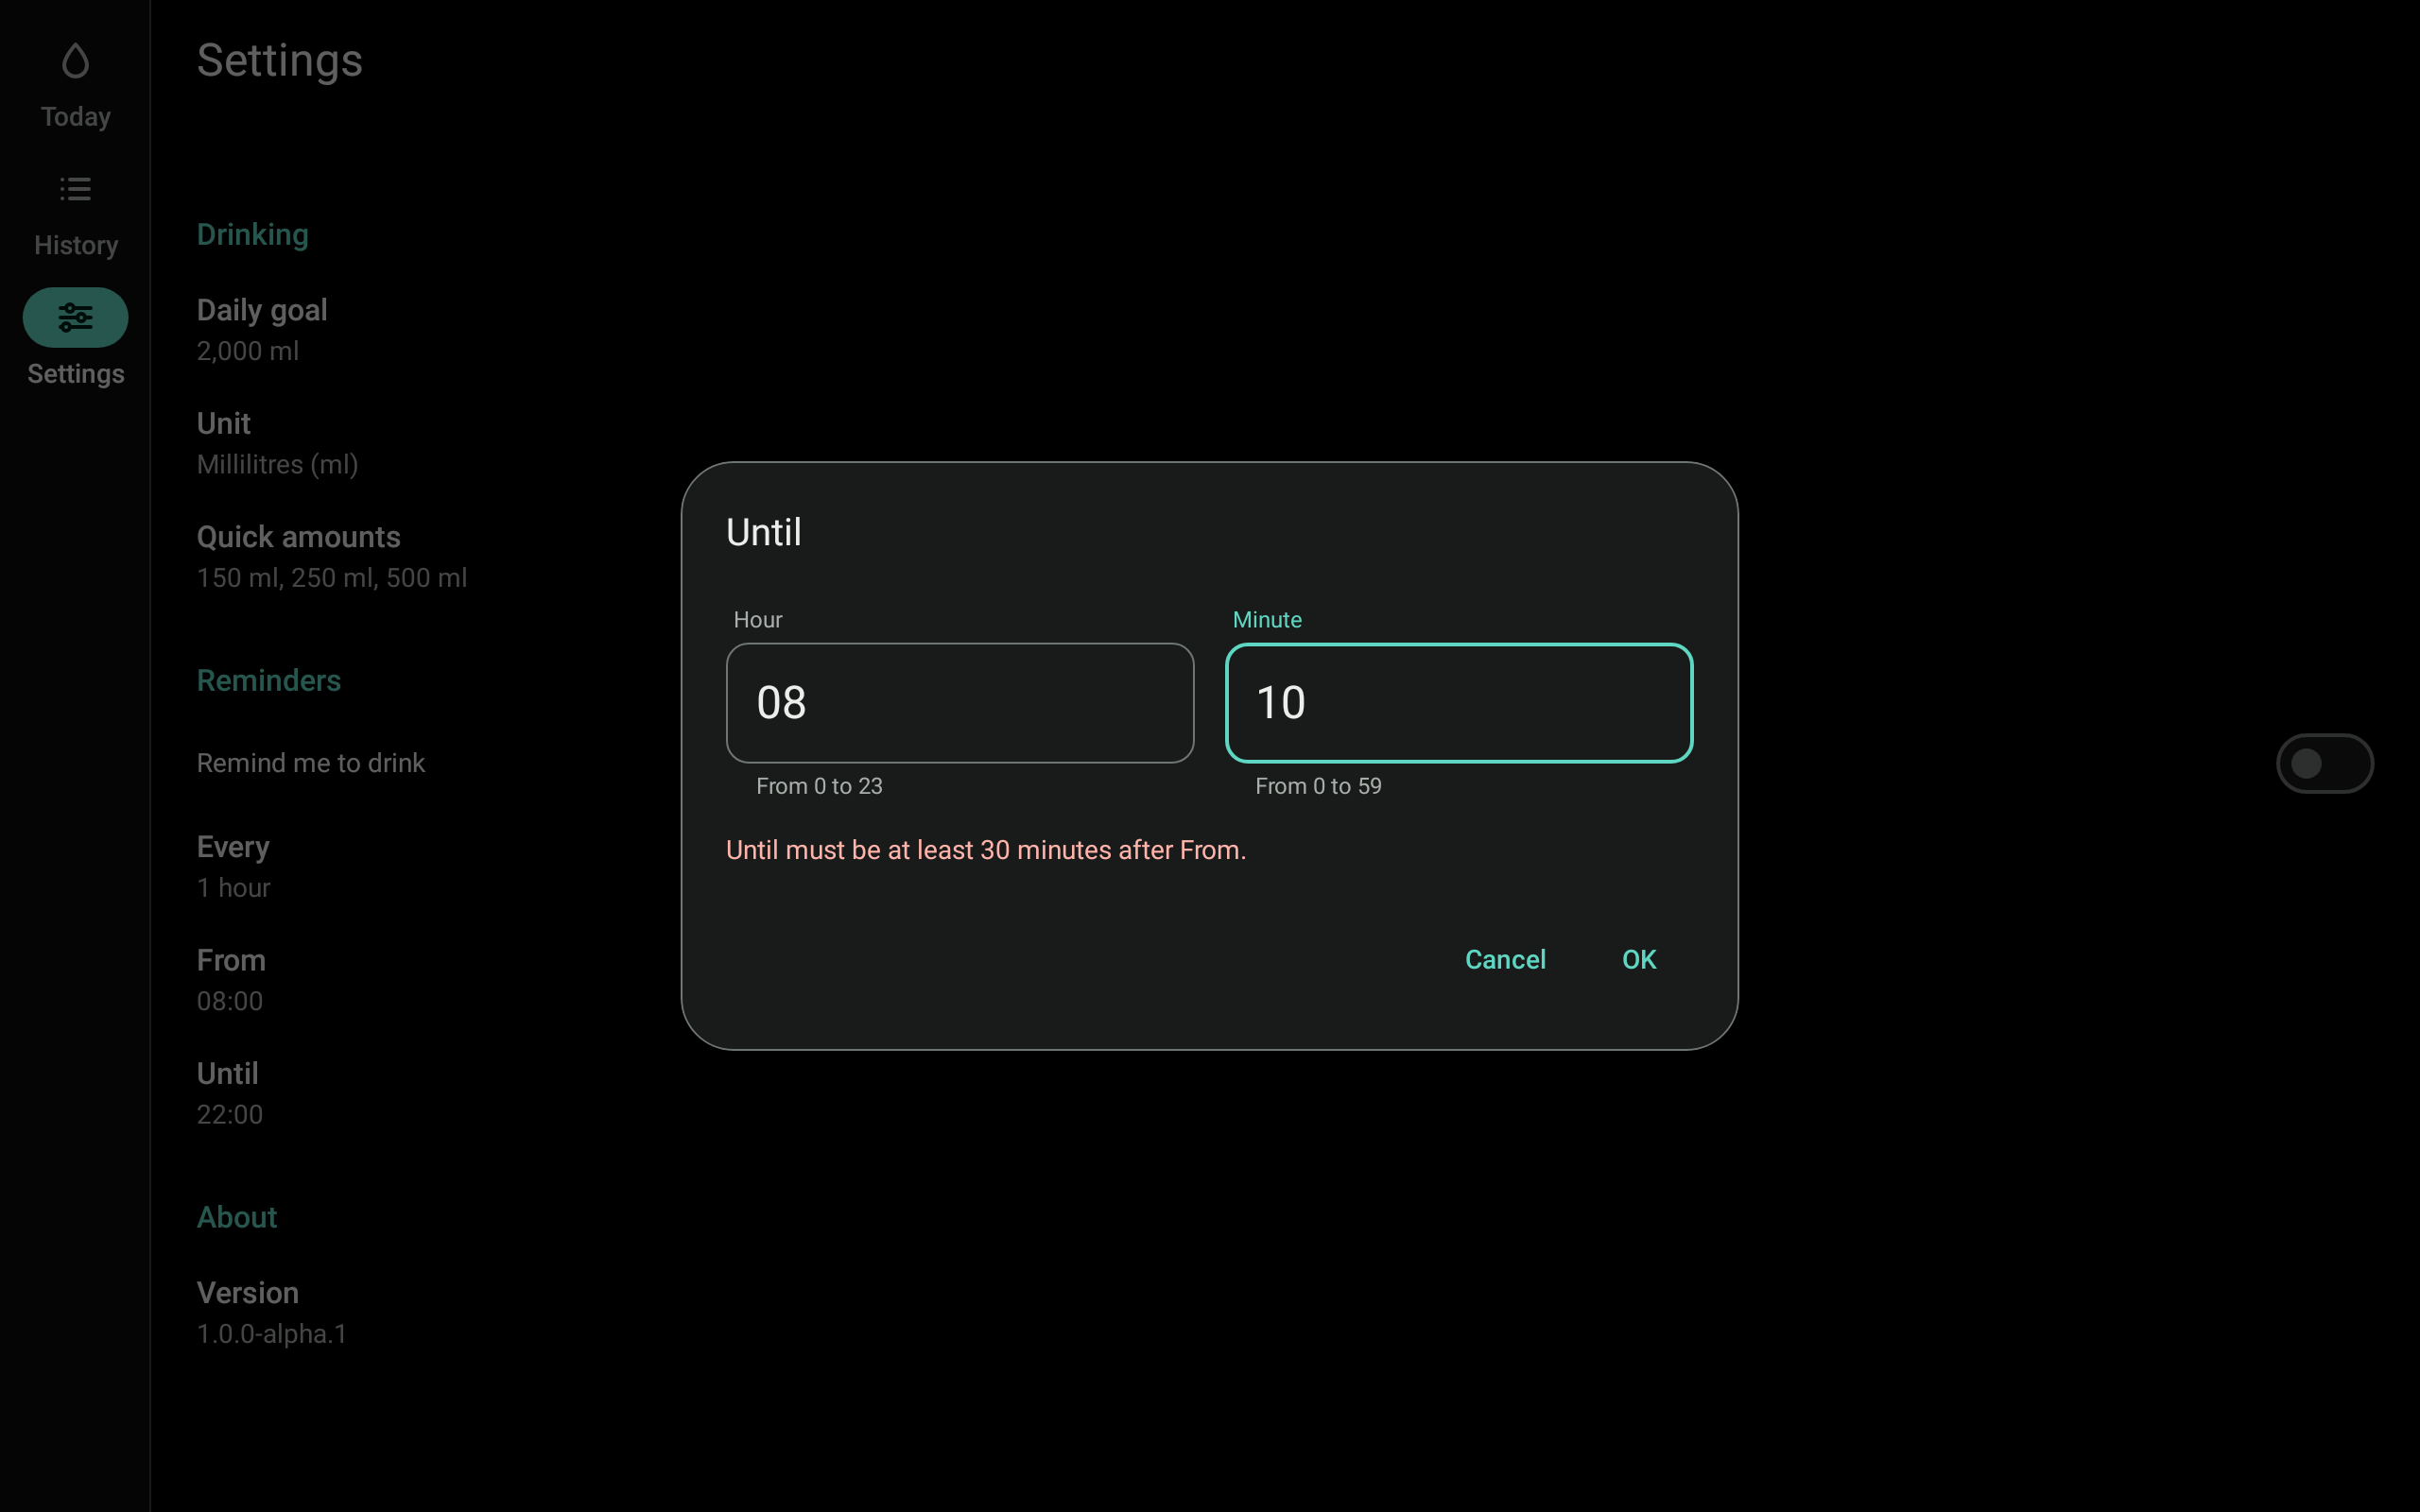 Today
History
Settings
Settings
Drinking
Daily goal
2,000 ml
Unit
Millilitres (ml)
Quick amounts
150 ml, 250 ml, 500 ml
Reminders
Remind me to drink
Every
1 hour
From
08:00
Until
22:00
About
Version
1.0.0-alpha.1
Until
Hour
Minute
08
10
From 0 to 23
From 0 to 59
Until must be at least 30 minutes after From.
Cancel
OK